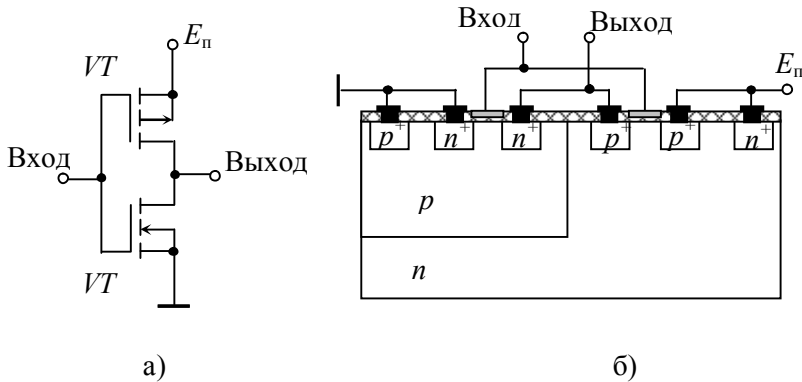 VT
Eп
Вход
Выход
VT
а)
Вход
Выход
Eп
p+ n+ n+ p+ p+ n+
p
n
б)